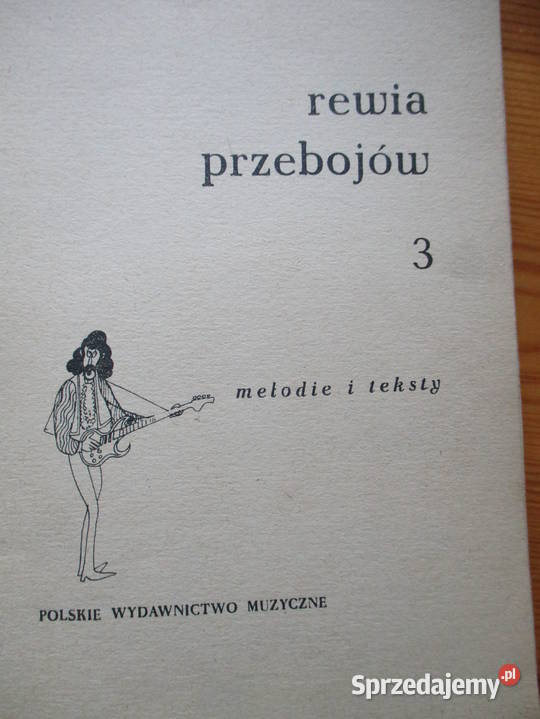 rewia
przebojów
3
melodie i teksty
POLSKIE WYDAWNICTWO MUZYCZNE
Sprzedajemy.pl